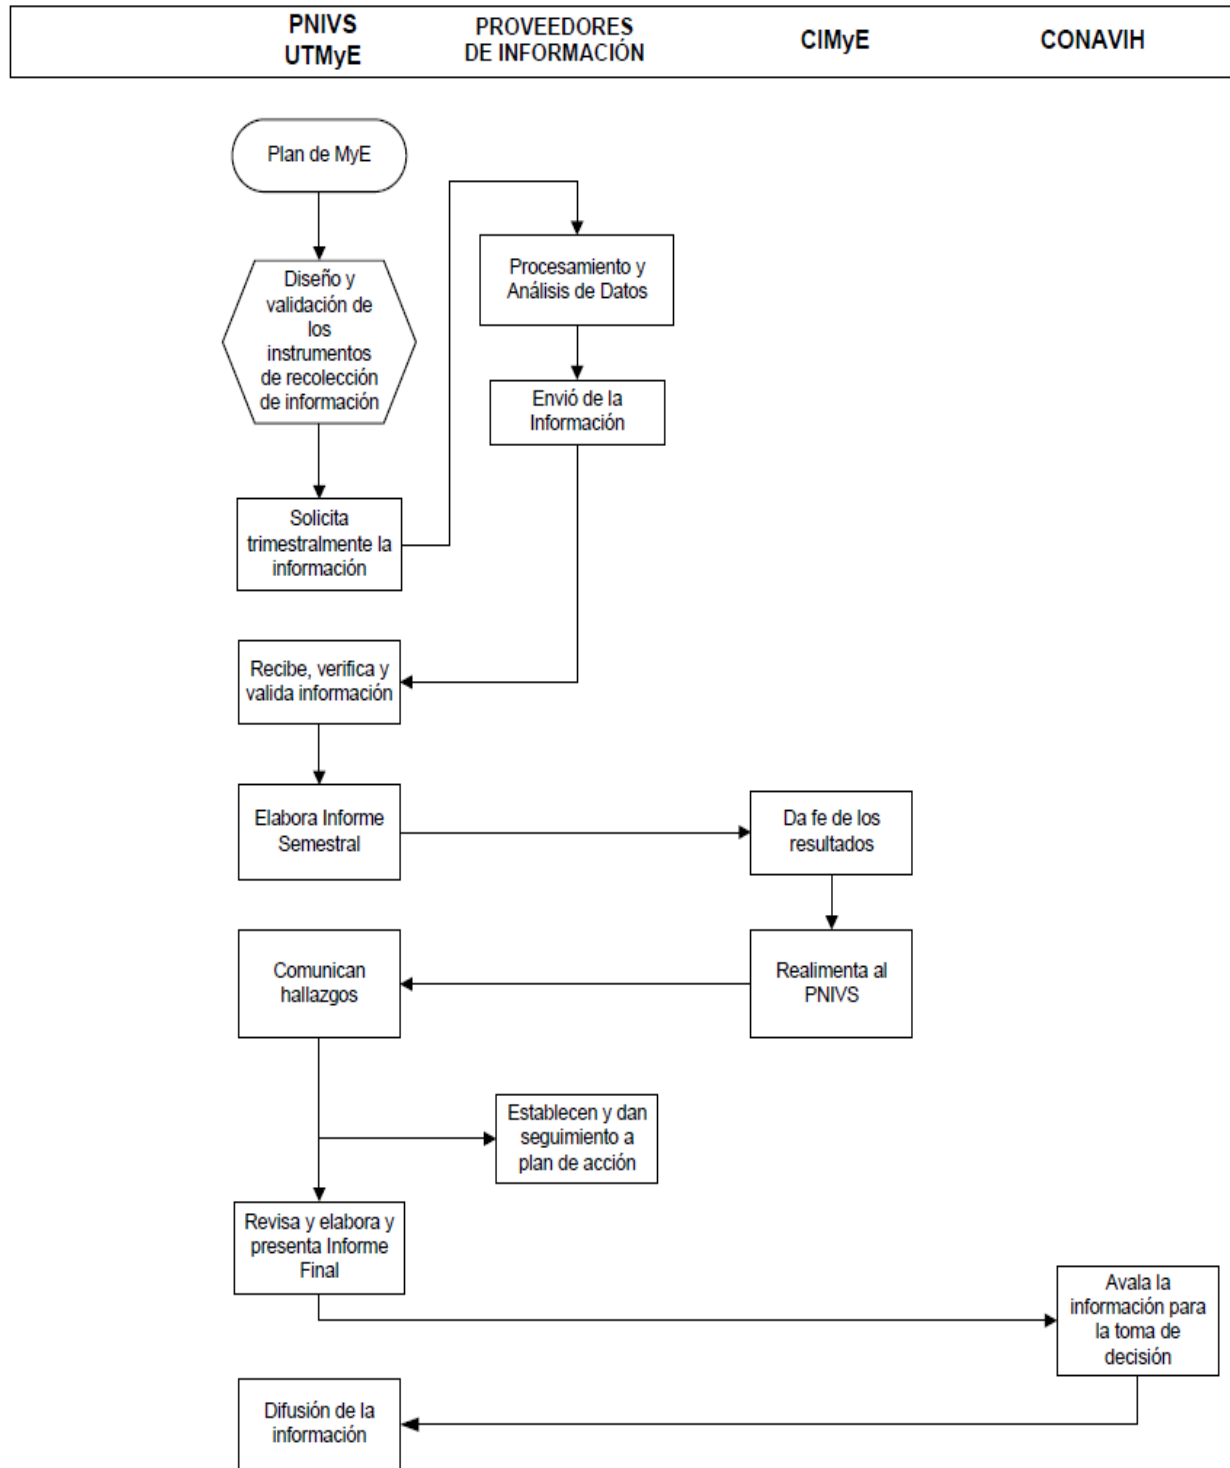 PNIVS
UTMyE
PROVEEDORES
DE INFORMACIÓN
CIMyE
CONAVIH
Plan de MyE
Diseño y
validación de
los
instrumentos
de recolección
de información
Procesamiento y
Análisis de Datos
Envió de la
Información
Solicita
trimestralmente la
información
Recibe, verifica y
valida información
Elabora Informe
Semestral
Da fe de los
resultados
Comunican
hallazgos
Realimenta al
PNIVS
Establecen y dan
seguimiento a
plan de acción
Revisa y elabora y
presenta Informe
Final
Avala la
información para
la toma de
decisión
Difusión de la
información